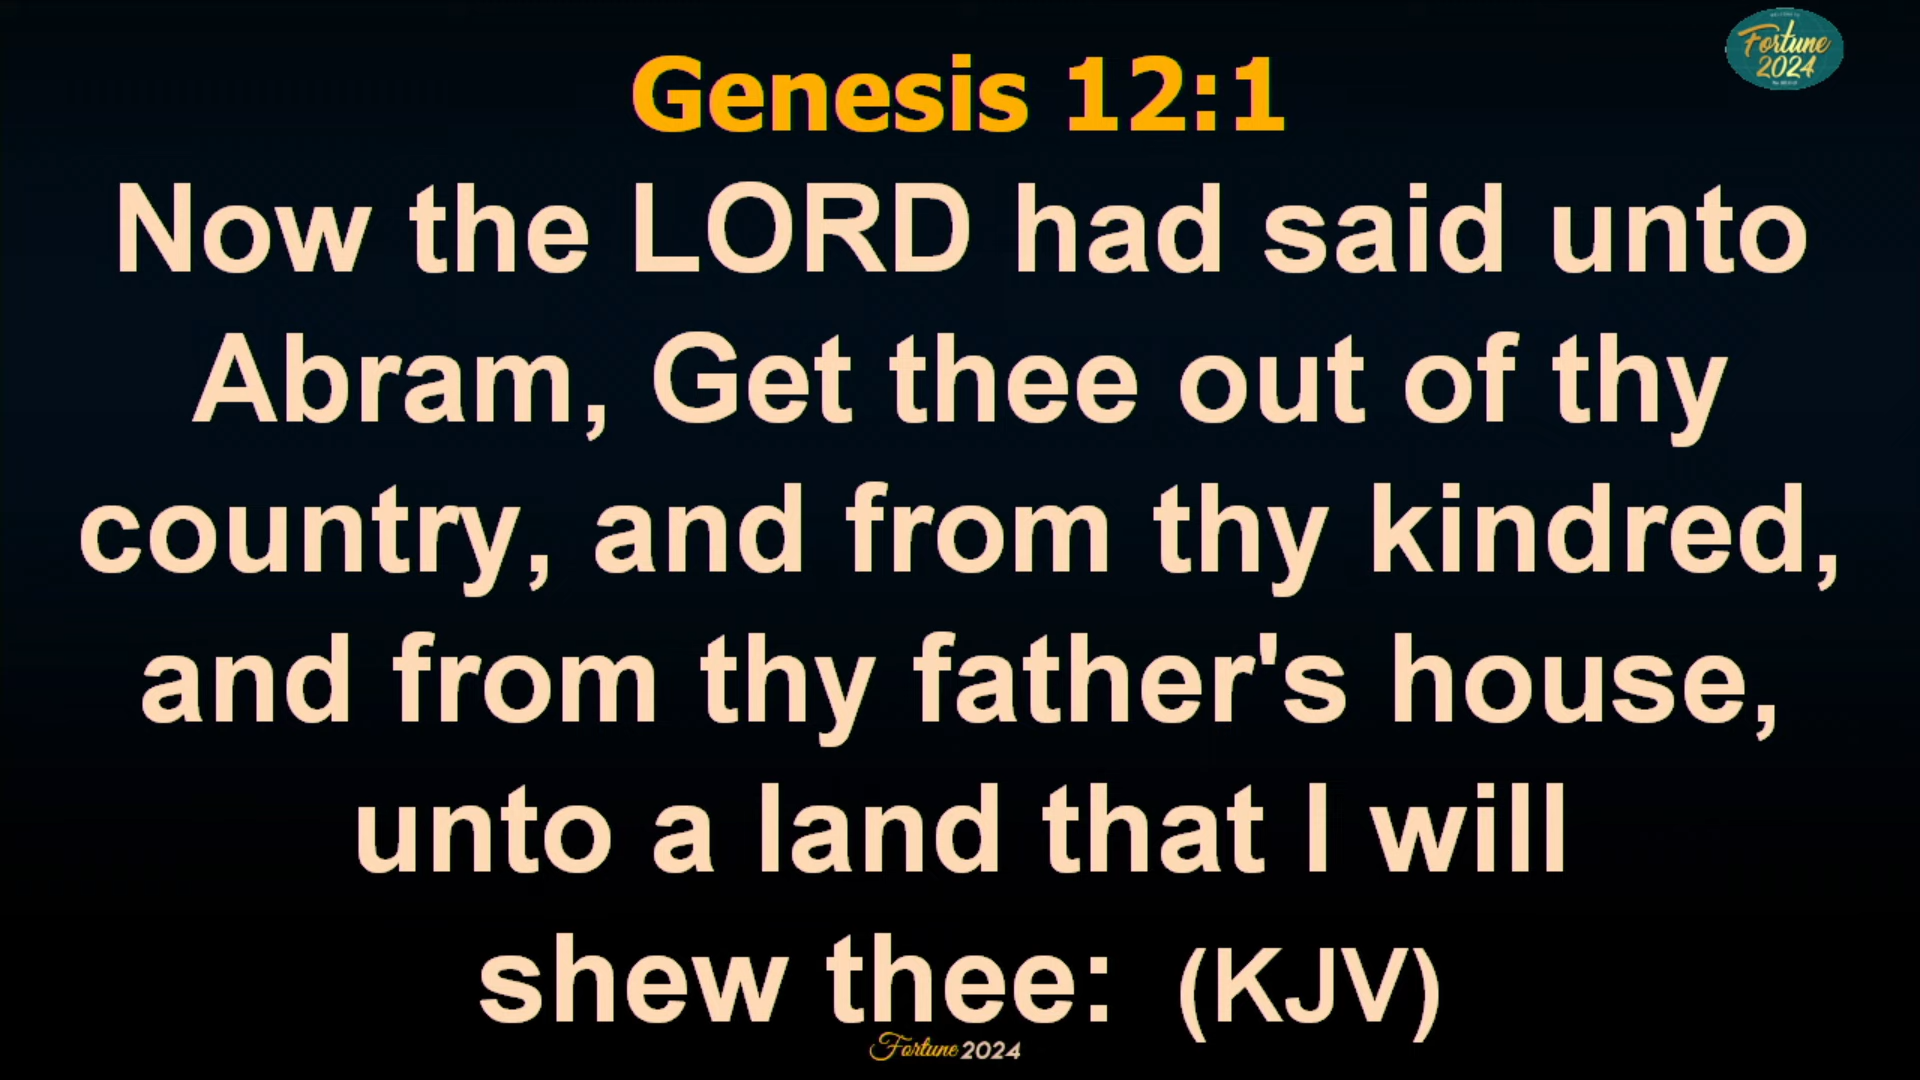 Fortune
2024
Genesis 12:1
Now the LORD had said unto
Abram, Get thee out of thy
country, and from thy kindred,
and from thy father's house,
unto a land that I will
shew thee: (KJV)
Fortune 2024